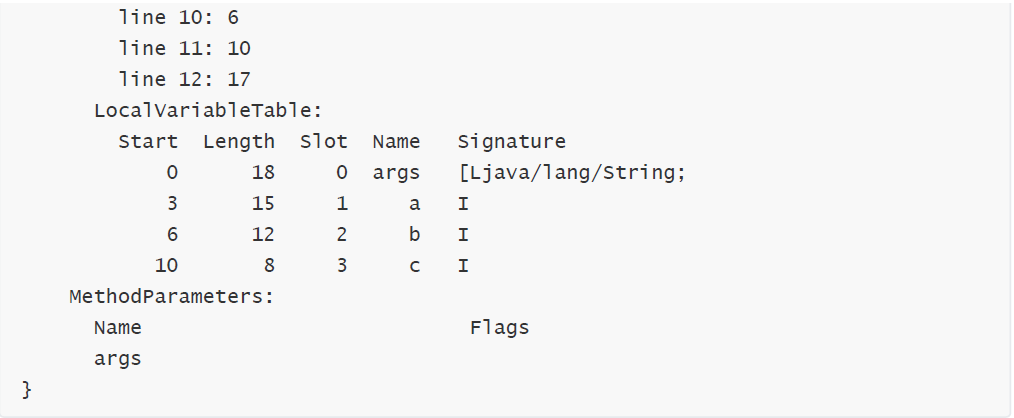 line 10: 6
line 11: 10
line 12: 17
LocalVariableTable:
Start  Length  Slot  Name   Signature
0      18     0  args   [Ljava/lang/String;
3      15     1     a   I
6      12     2     b   I
10       8     3     c   I
MethodParameters:
Name                           Flags
args
}